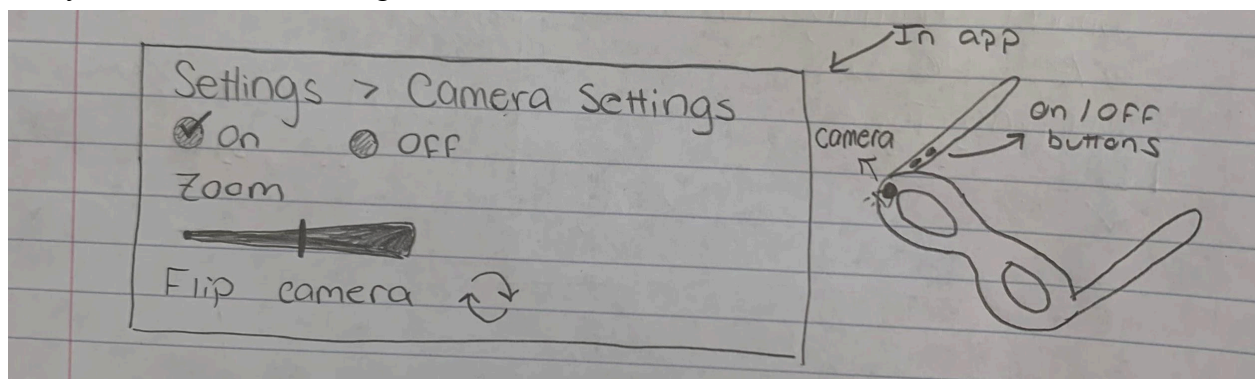 In app
Settings > Camera Settings
On OFF
Zoom
Flip camera
camera
on / OFF
buttons